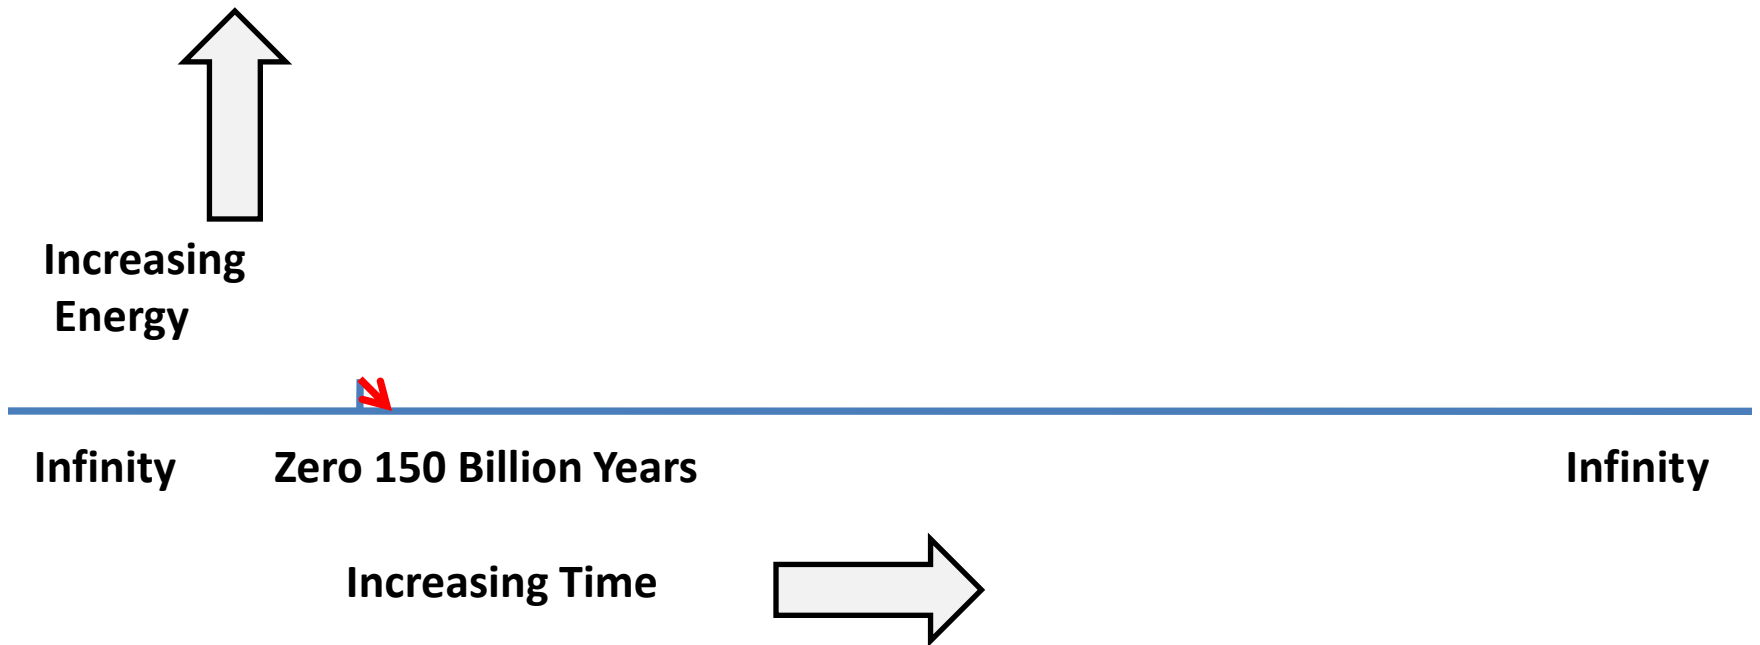 Increasing
Energy
Infinity
Zero 150 Billion Years
Infinity
Increasing Time